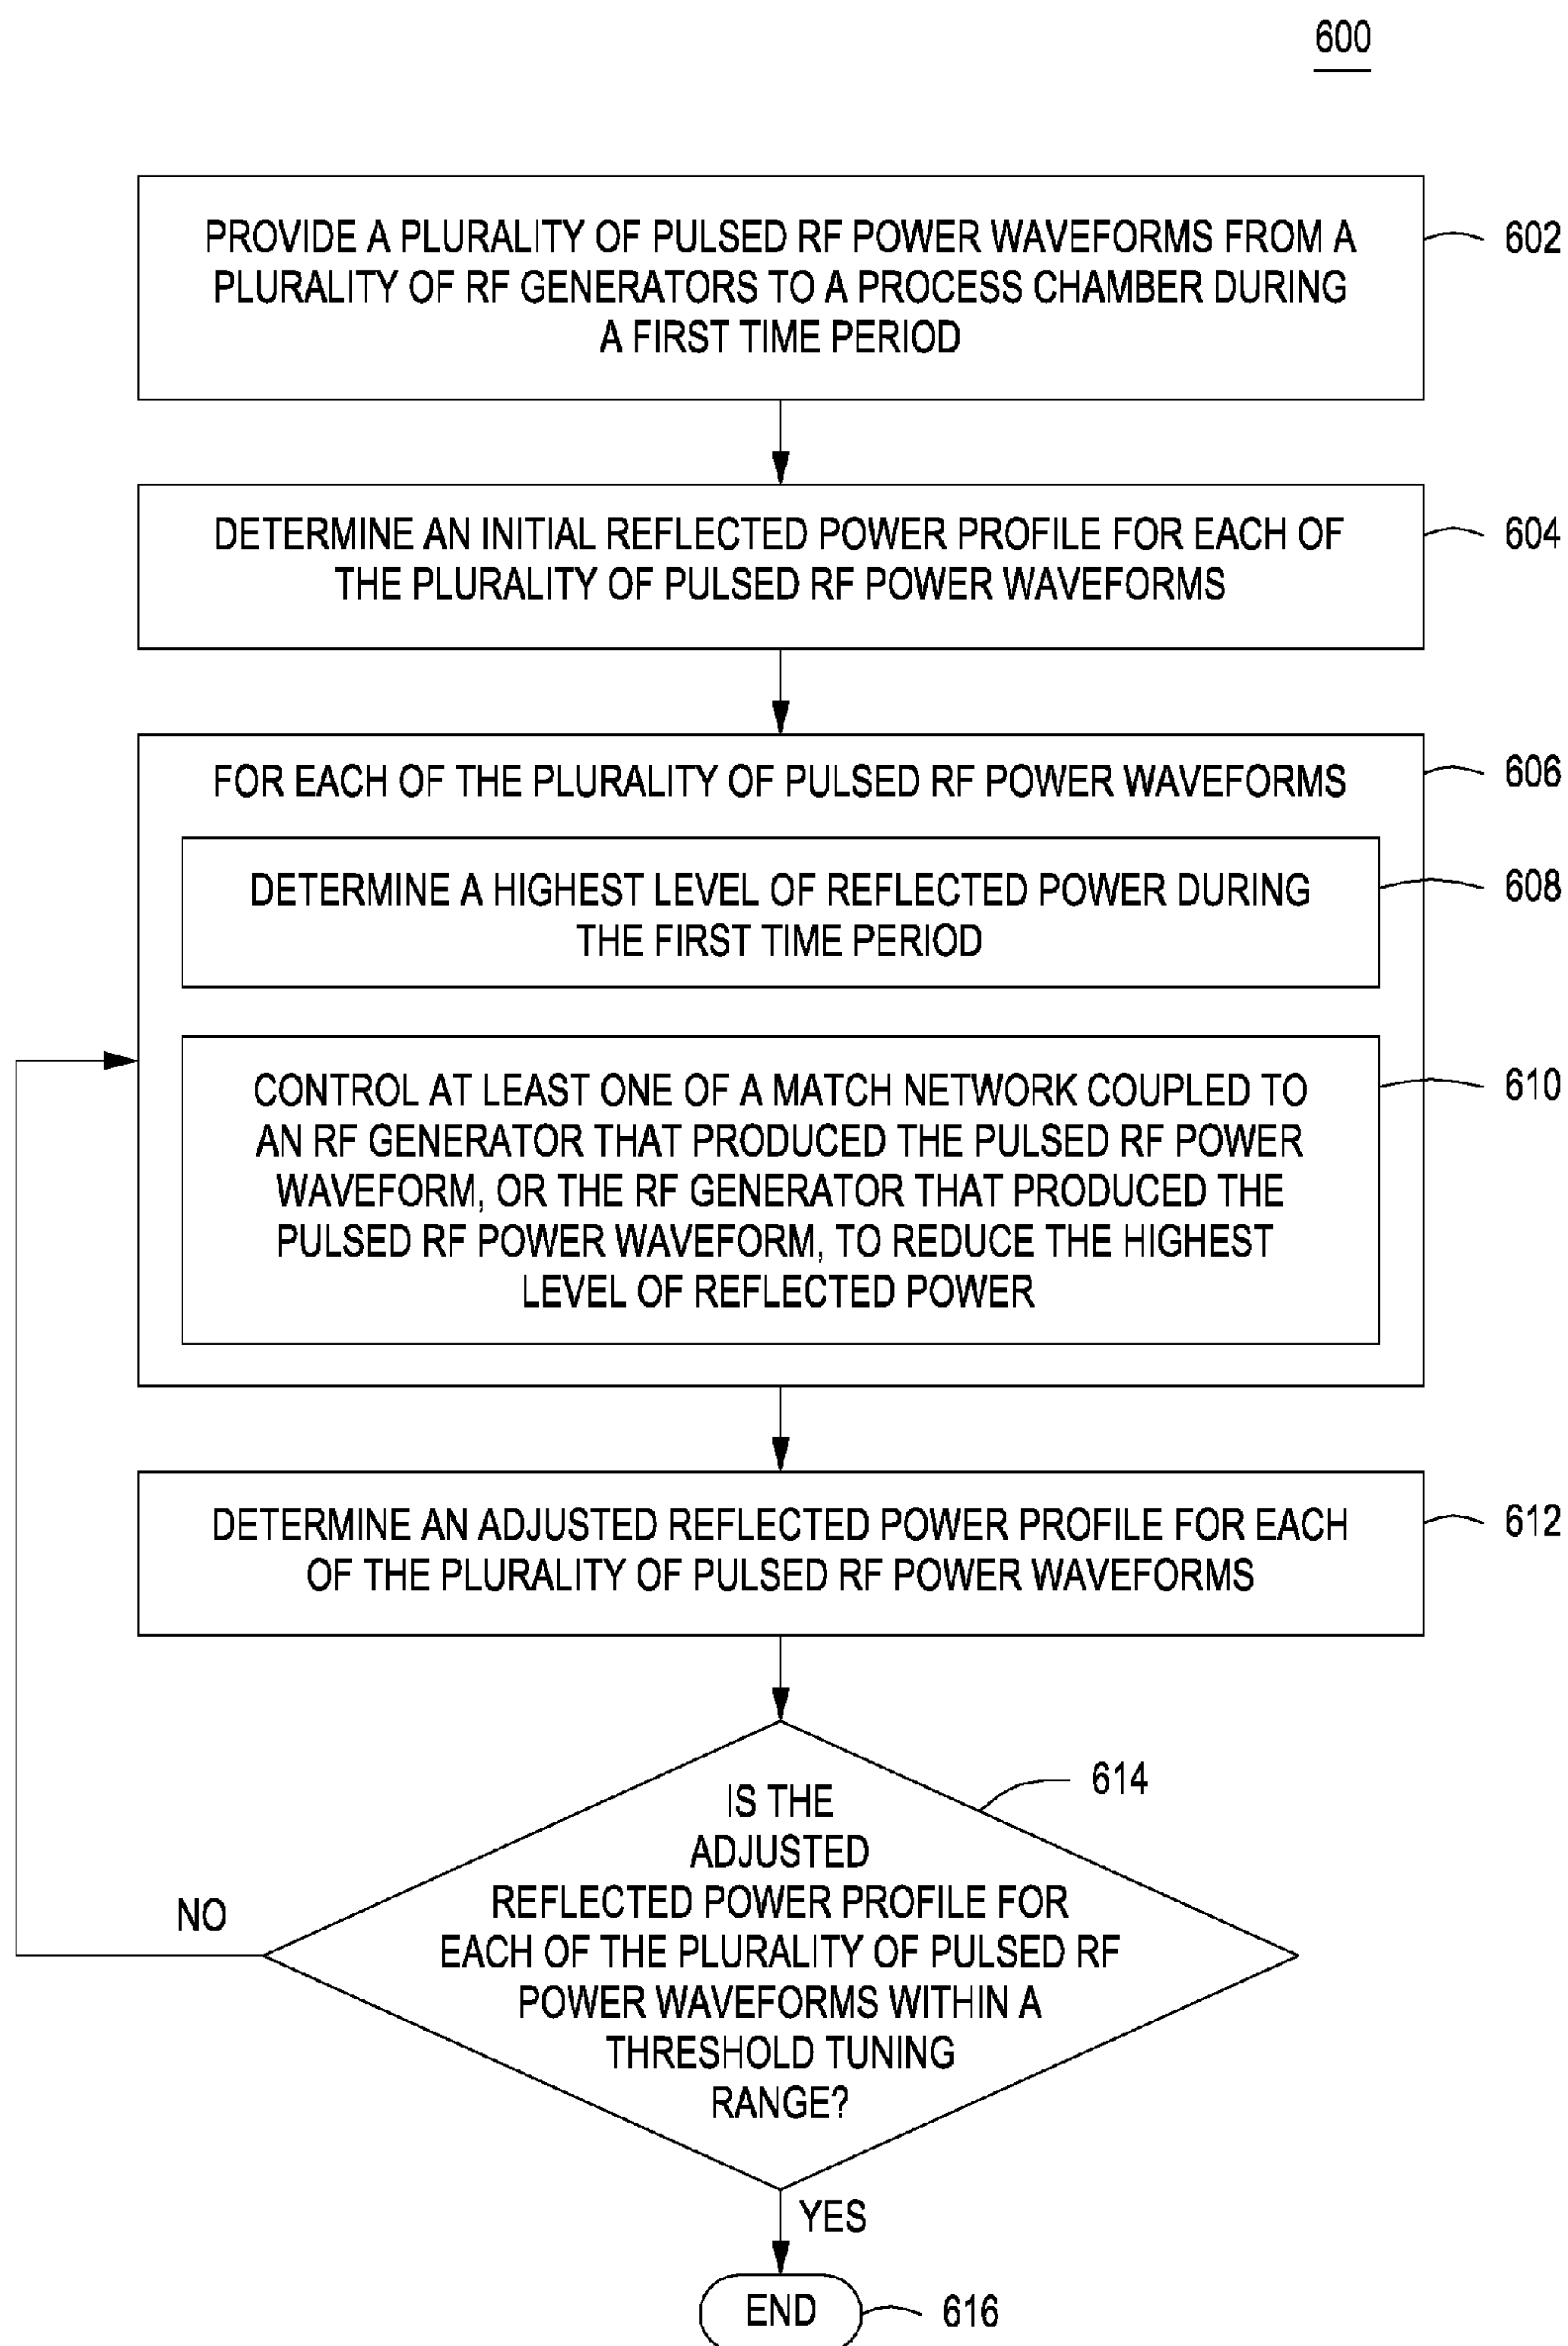 600
PROVIDE A PLURALITY OF PULSED RF POWER WAVEFORMS FROM A
PLURALITY OF RF GENERATORS TO A PROCESS CHAMBER DURING
A FIRST TIME PERIOD
602
DETERMINE AN INITIAL REFLECTED POWER PROFILE FOR EACH OF
THE PLURALITY OF PULSED RF POWER WAVEFORMS
604
FOR EACH OF THE PLURALITY OF PULSED RF POWER WAVEFORMS
606
DETERMINE A HIGHEST LEVEL OF REFLECTED POWER DURING
THE FIRST TIME PERIOD
608
CONTROL AT LEAST ONE OF A MATCH NETWORK COUPLED TO
AN RF GENERATOR THAT PRODUCED THE PULSED RF POWER
WAVEFORM, OR THE RF GENERATOR THAT PRODUCED THE
PULSED RF POWER WAVEFORM, TO REDUCE THE HIGHEST
LEVEL OF REFLECTED POWER
610
DETERMINE AN ADJUSTED REFLECTED POWER PROFILE FOR EACH
OF THE PLURALITY OF PULSED RF POWER WAVEFORMS
612
IS THE
ADJUSTED
REFLECTED POWER PROFILE FOR
EACH OF THE PLURALITY OF PULSED RF
POWER WAVEFORMS WITHIN A
THRESHOLD TUNING
RANGE?
614
NO
YES
END
616